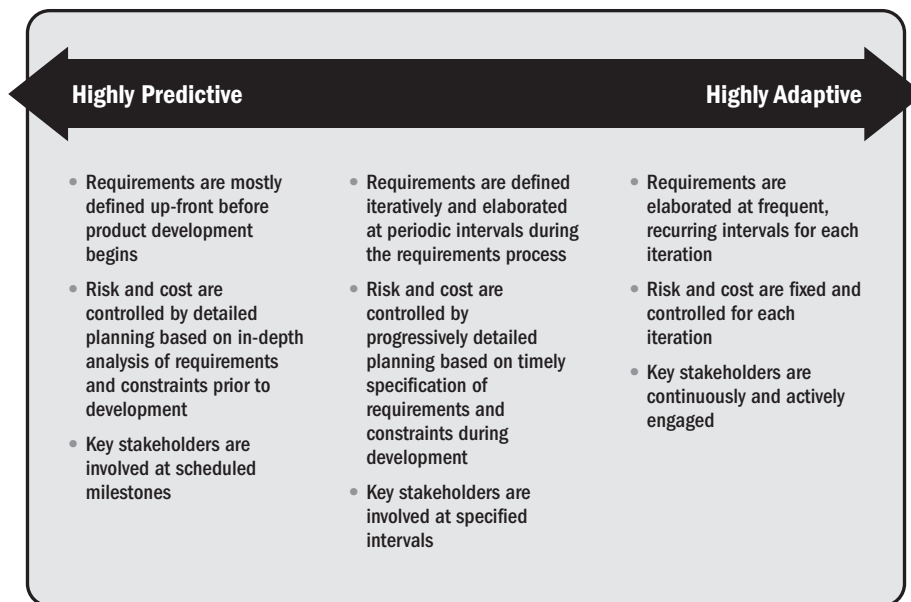 Highly Predictive
Highly Adaptive
• Requirements are mostly
defined up-front before
product development
begins
• Risk and cost are
controlled by detailed
planning based on in-depth
analysis of requirements
and constraints prior to
development
• Key stakeholders are
involved at scheduled
milestones
• Requirements are defined
iteratively and elaborated
at periodic intervals during
the requirements process
• Risk and cost are
controlled by
progressively detailed
planning based on timely
specification of
requirements and
constraints during
development
• Key stakeholders are
involved at specified
intervals
• Requirements are
elaborated at frequent,
recurring intervals for each
iteration
• Risk and cost are fixed and
controlled for each
iteration
• Key stakeholders are
continuously and actively
engaged